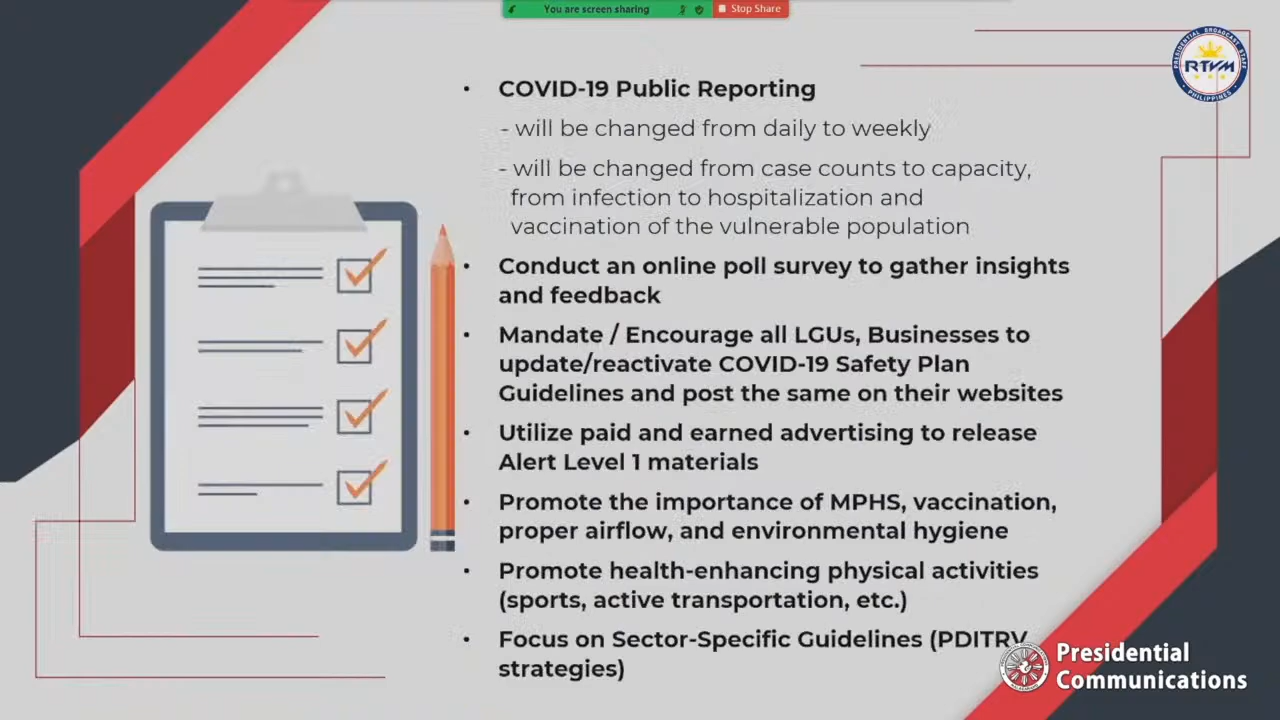 You are screen sharing
Stop Share
PRESIDENTIAL BROADCAST STAFF
RTVM
PHILIPPINES
• COVID-19 Public Reporting
- will be changed from daily to weekly
- will be changed from case counts to capacity,
from infection to hospitalization and
vaccination of the vulnerable population
• Conduct an online poll survey to gather insights
and feedback
• Mandate / Encourage all LGUs, Businesses to
update/reactivate COVID-19 Safety Plan
Guidelines and post the same on their websites
• Utilize paid and earned advertising to release
Alert Level 1 materials
• Promote the importance of MPHS, vaccination,
proper airflow, and environmental hygiene
• Promote health-enhancing physical activities
(sports, active transportation, etc.)
• Focus on Sector-Specific Guidelines (PDITRV
strategies)
Presidential
Communications